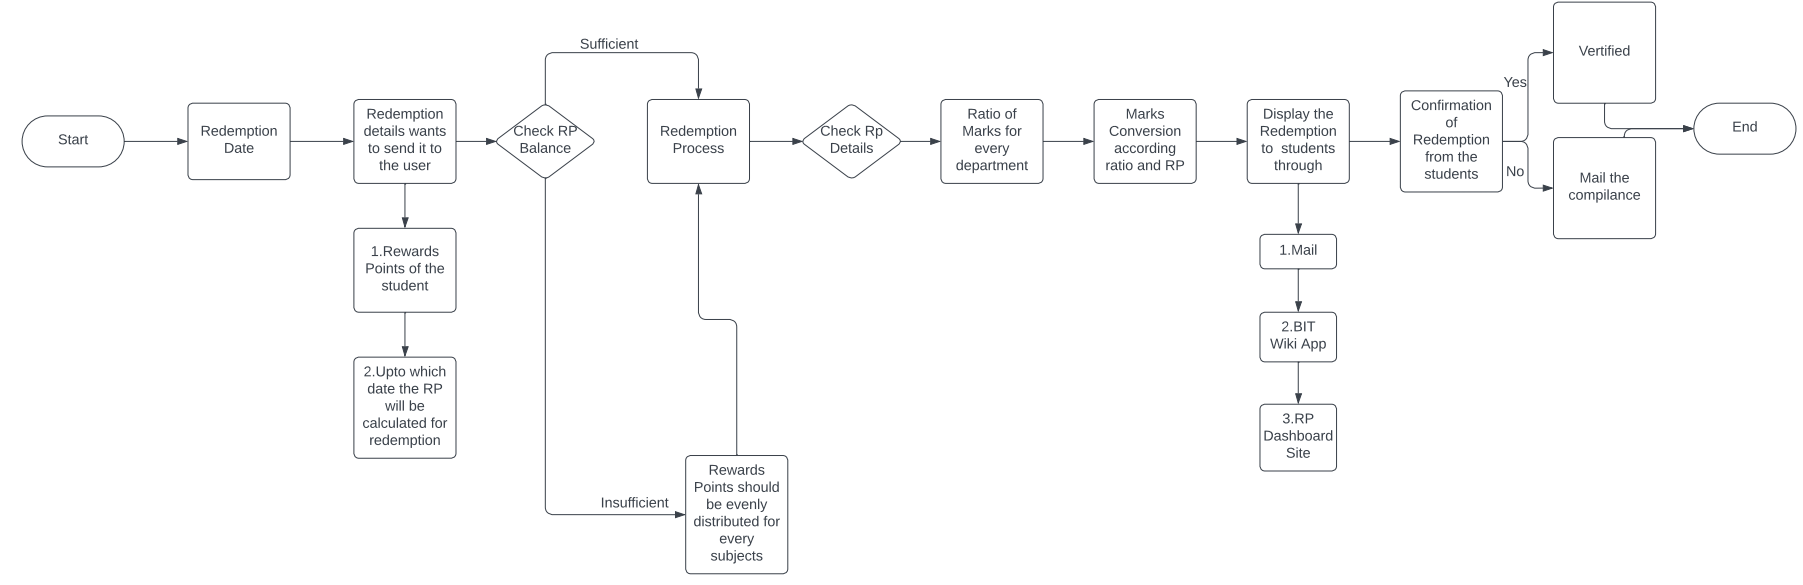 Start
Redemption
Date
Redemption
details wants
to send it to
the user
1.Rewards
Points of the
student
2.Upto which
date the RP
will be
calculated for
redemption
Check RP
Balance
Sufficient
Insufficient
Rewards
Points should
be evenly
distributed for
every
subjects
Redemption
Process
Check Rp
Details
Ratio of
Marks for
every
department
Marks
Conversion
according
ratio and RP
Display the
Redemption
to students
through
1.Mail
2.BIT
Wiki App
3.RP
Dashboard
Site
Confirmation
of
Redemption
from the
students
Yes
No
Vertified
Mail the
compilance
End